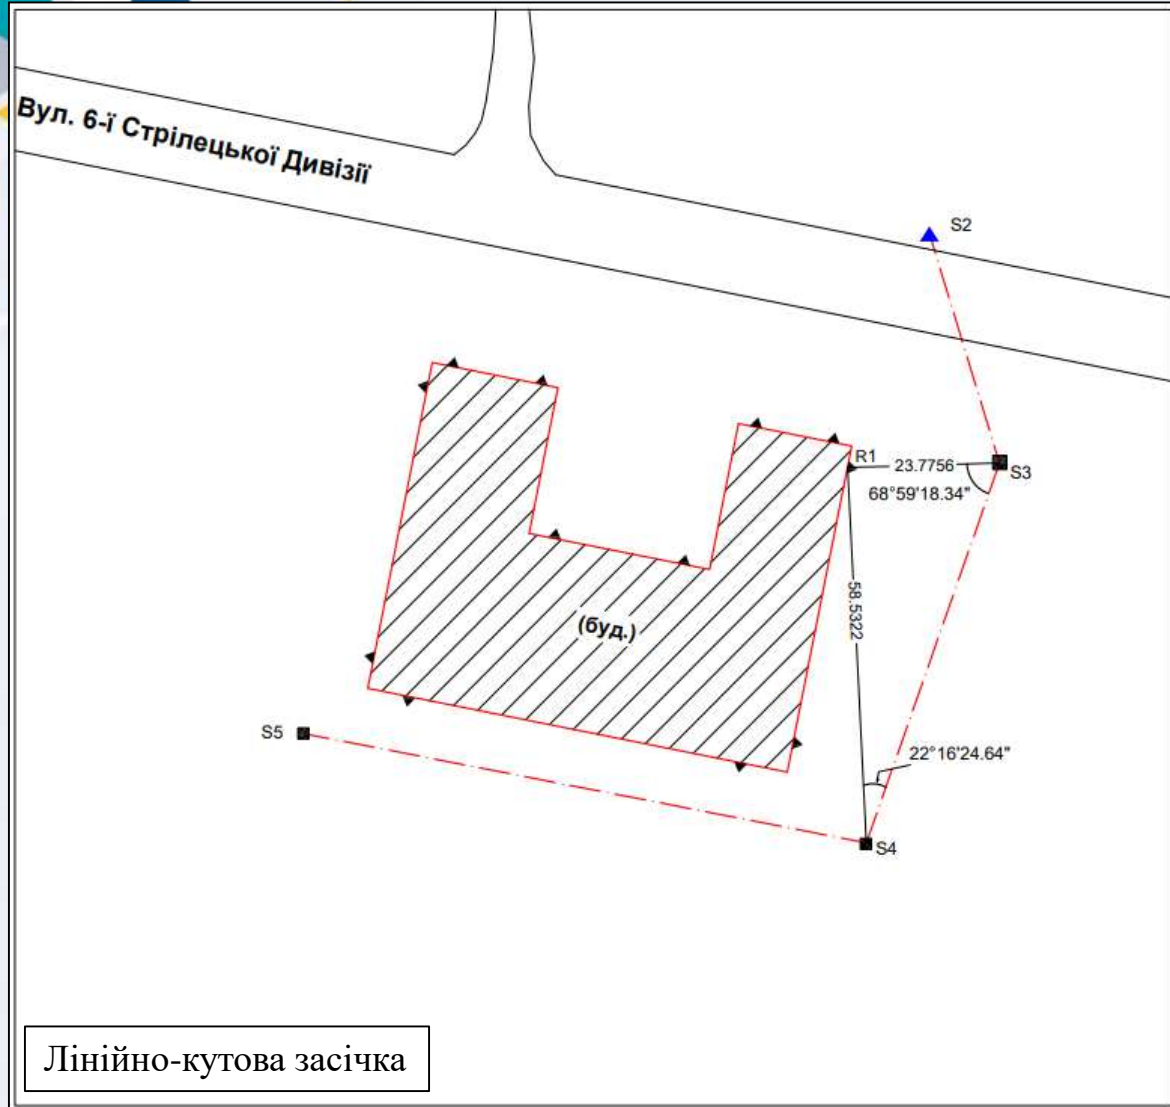 Вул. 6-ї Стрілецької Дивізії
S2
R1
23.7756
S3
68°59'18.34"
58.5322
(буд.)
S5
22°16'24.64"
S4
Лінійно-кутова засічка